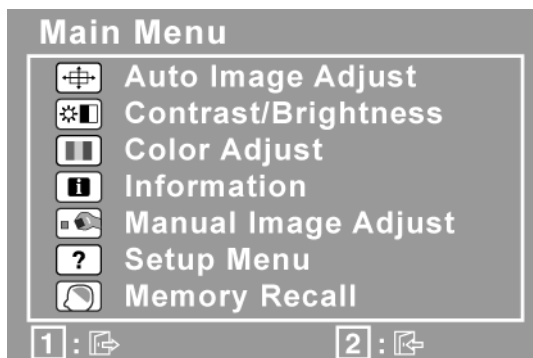 Main Menu
Auto Image Adjust
Contrast/Brightness
Color Adjust
i Information
Manual Image Adjust
? Setup Menu
Memory Recall
1 : 2 :